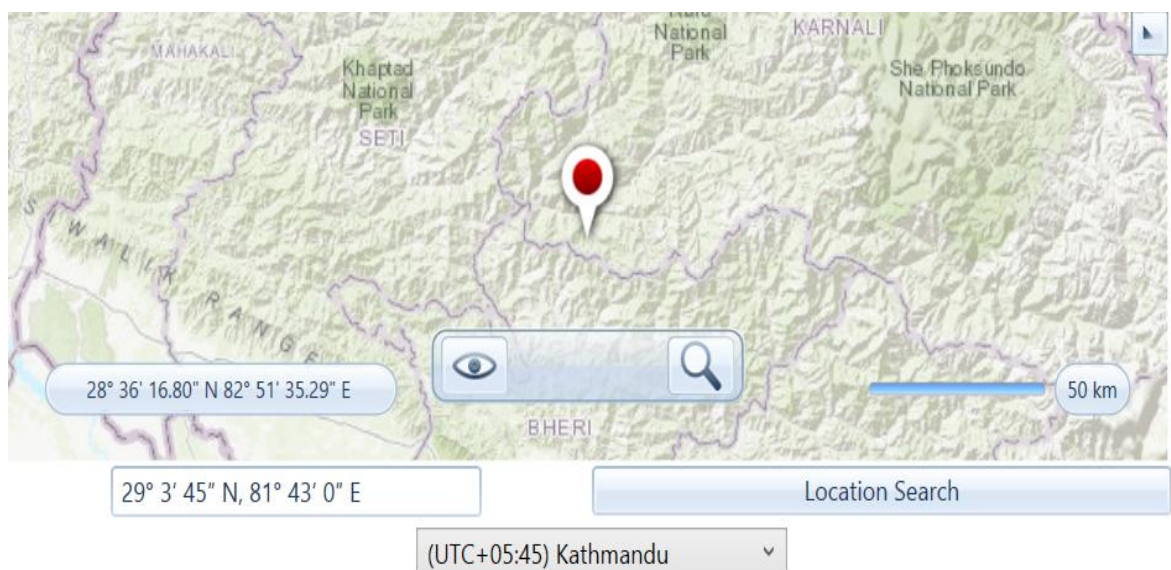 National
Park
KARNALI
MAHAKALI
Khaptad
National
Park
SETI
She Phoksundo
National Park
SIWALIK RANGE
28° 36' 16.80" N 82° 51' 35.29" E
50 km
BHERI
29° 3' 45" N, 81° 43' 0" E
Location Search
(UTC+05:45) Kathmandu